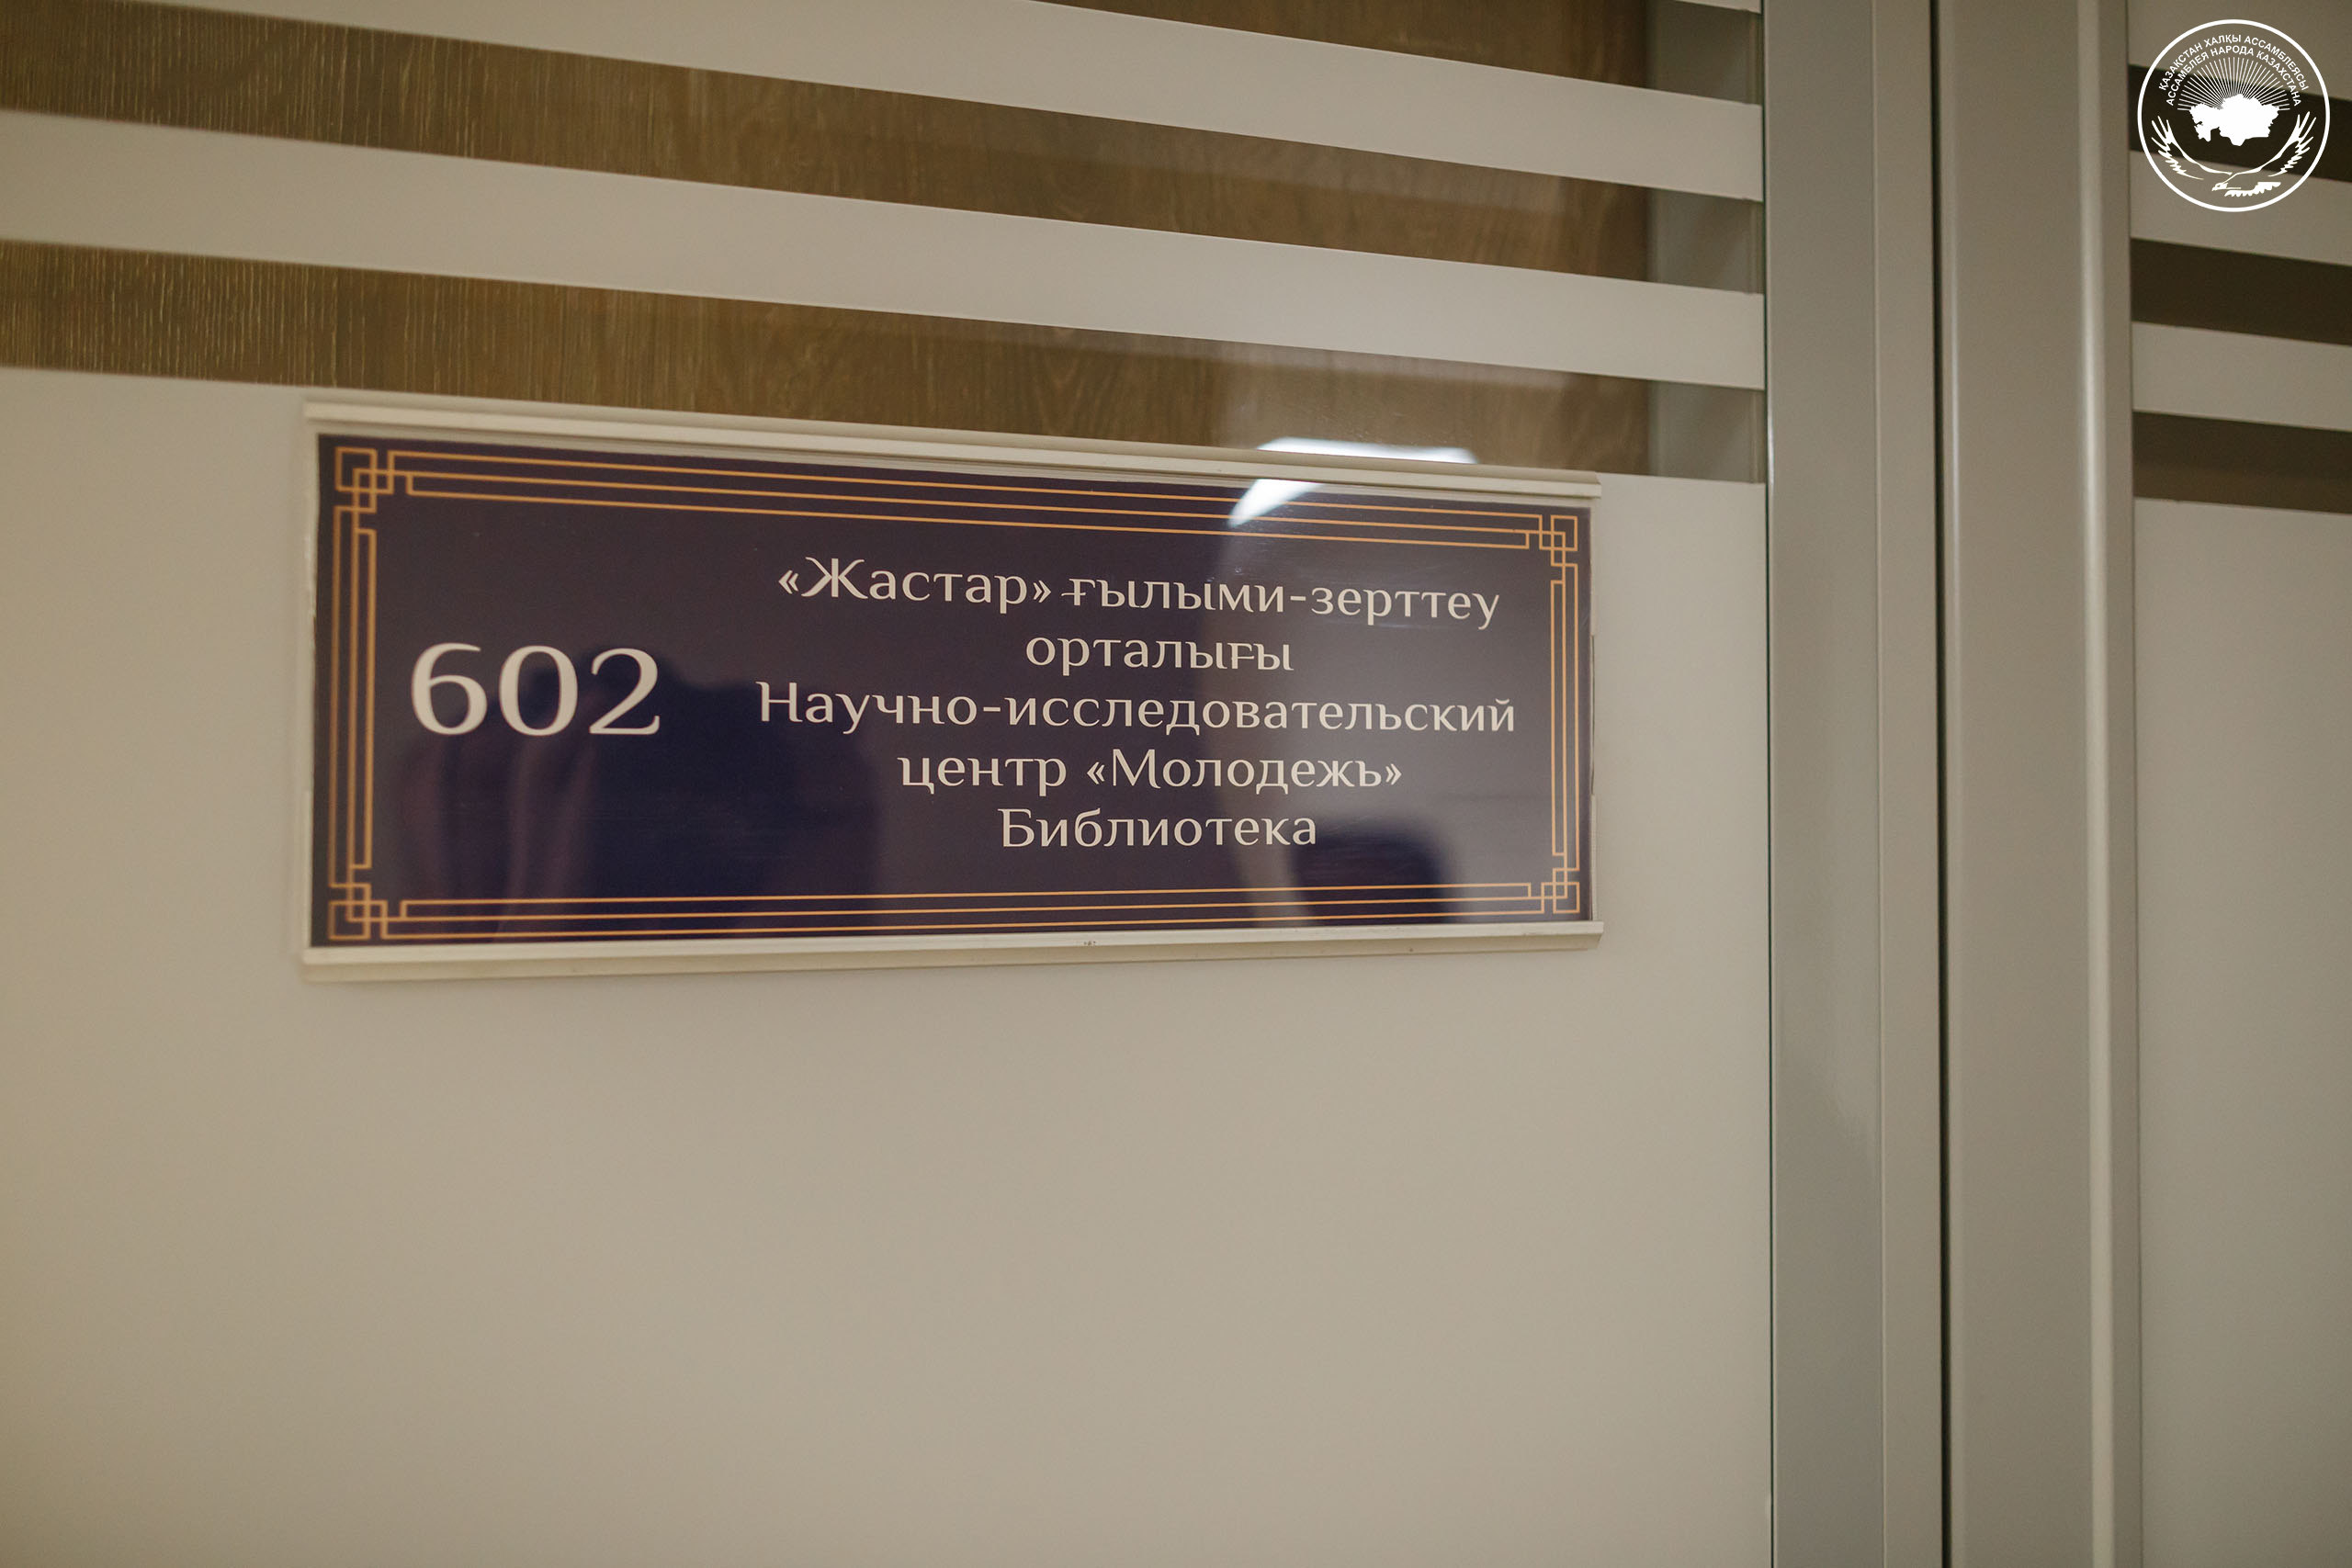 ҚАЗАҚСТАН ХАЛҚЫ АССАМБЛЕЯСЫ
АССАМБЛЕЯ НАРОДА КАЗАХСТАНА
602
«Жастар» ғылыми-зерттеу
орталығы
Научно-исследовательский
центр «Молодежь»
Библиотека